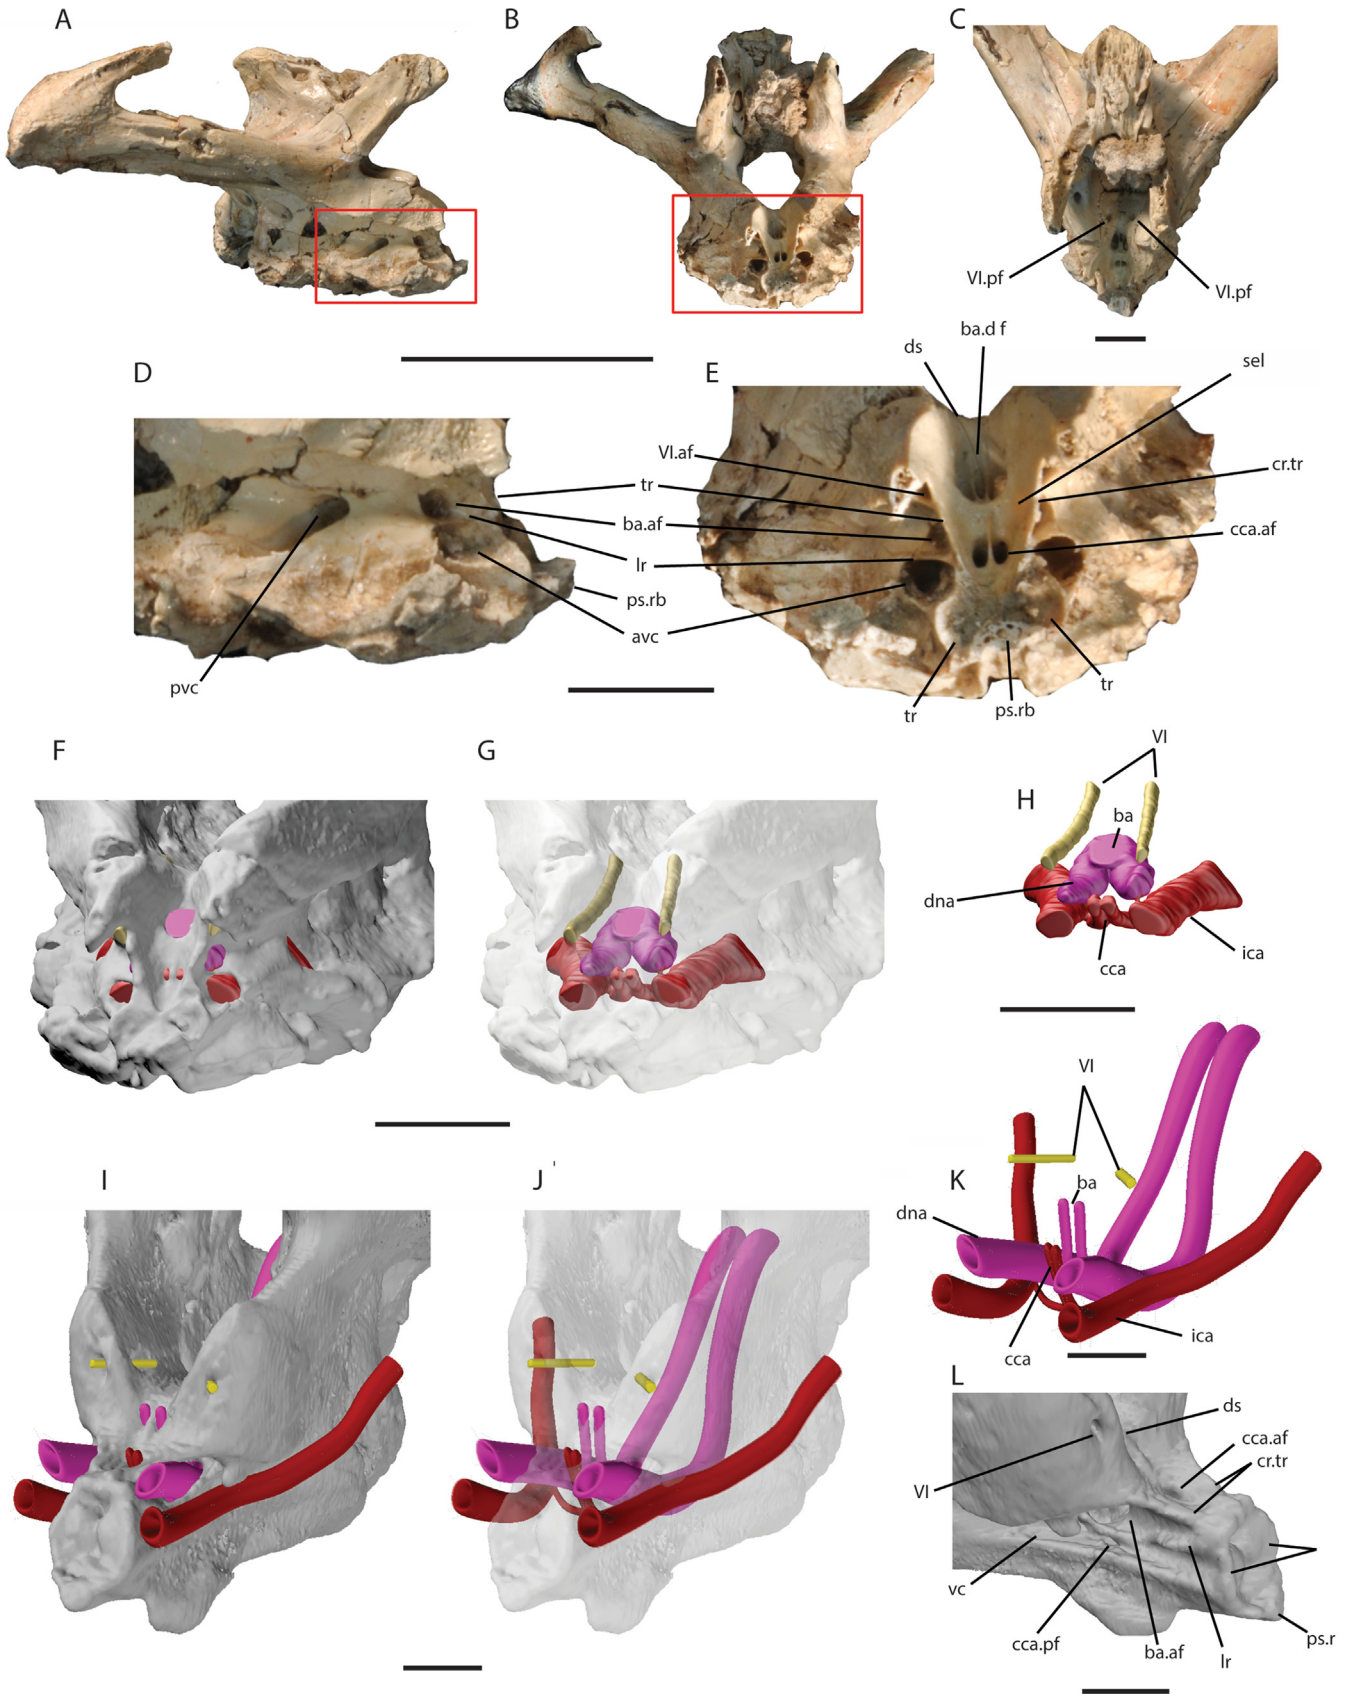 A
B
C
VI.pf
VI.pf
D
E
ds
ba.d f
sel
VI.af
tr
cr.tr
ba.af
cca.af
lr
ps.rb
avc
pvc
tr
tr
ps.rb
F
G
H
VI
ba
dna
cca
ica
I
J '
K
VI
ba
dna
cca
ica
L
ds
cca.af
cr.tr
VI
vc
cca.pf
ba.af
lr
ps.r